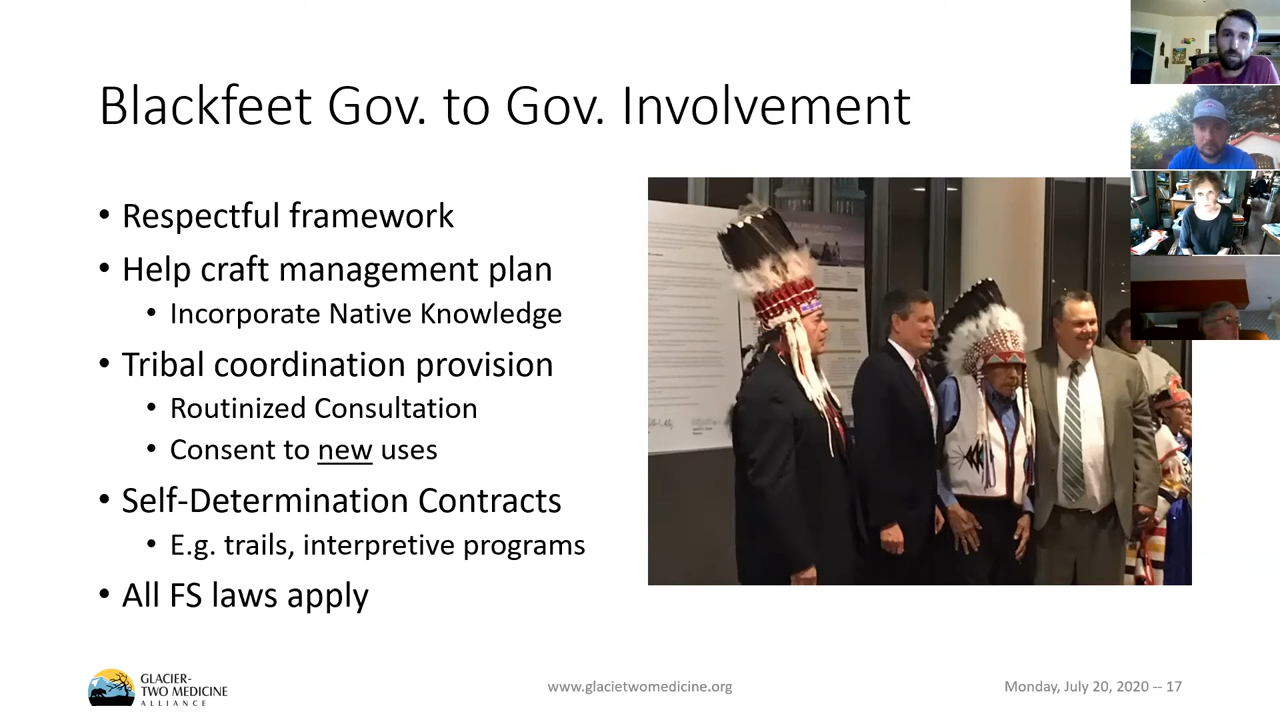 Blackfeet Gov. to Gov. Involvement
• Respectful framework
• Help craft management plan
• Incorporate Native Knowledge
• Tribal coordination provision
• Routinized Consultation
• Consent to new uses
• Self-Determination Contracts
• E.g. trails, interpretive programs
• All FS laws apply
GLACIER-
TWO MEDICINE
ALLIANCE
www.glacietwomedicine.org
Monday, July 20, 2020 -- 17